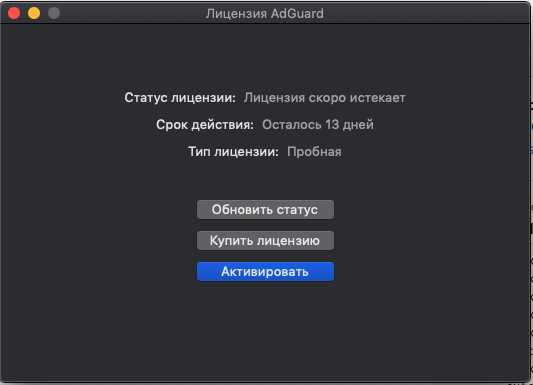 Лицензия AdGuard
Статус лицензии: Лицензия скоро истекает
Срок действия: Осталось 13 дней
Тип лицензии: Пробная
Обновить статус
Купить лицензию
Активировать